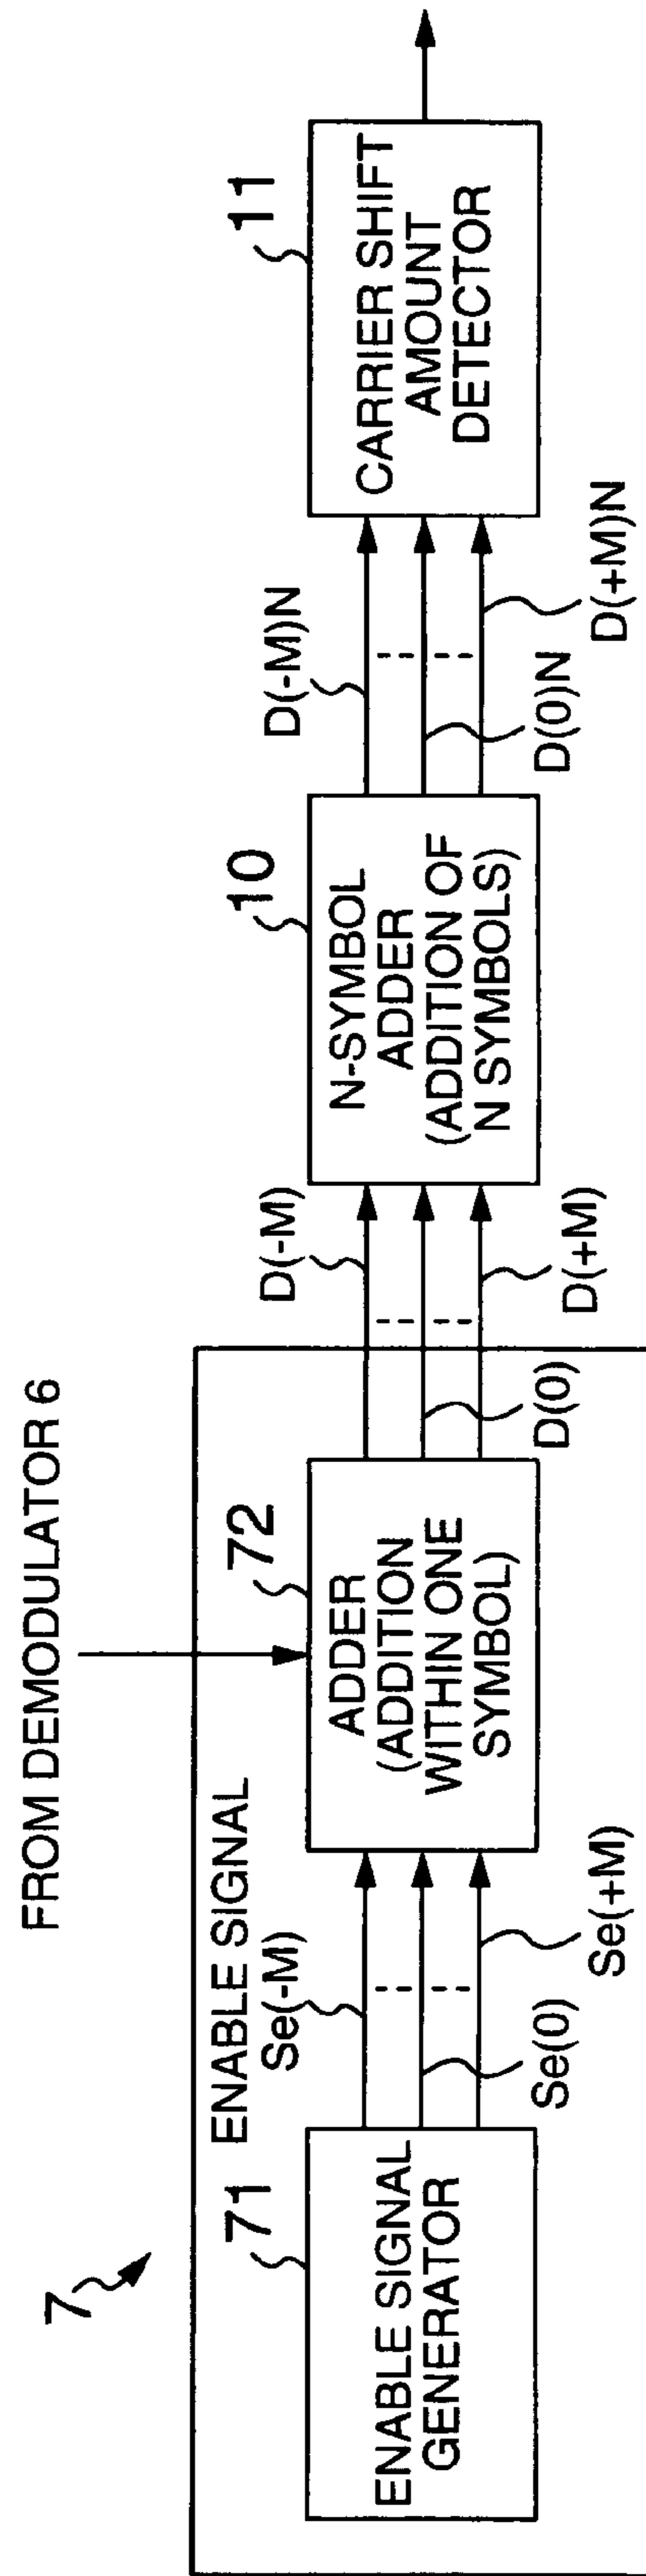 FROM DEMODULATOR 6
7
ENABLE SIGNAL
Se(-M)
Se(0)
Se(+M)
71
ENABLE SIGNAL
GENERATOR
72
ADDER
(ADDITION
WITHIN ONE
SYMBOL)
D(-M)
D(0)
D(+M)
10
N-SYMBOL
ADDER
(ADDITION OF
N SYMBOLS)
D(-M)N
D(0)N
D(+M)N
11
CARRIER SHIFT
AMOUNT
DETECTOR